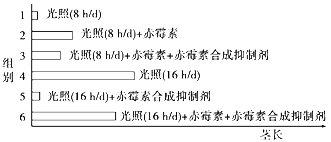 组别
1 光照(8 h/d)
2 光照(8 h/d)+赤霉素
3 光照(8 h/d)+赤霉素+赤霉素合成抑制剂
4 光照(16 h/d)
5 光照(16 h/d)+赤霉素合成抑制剂
6 光照(16 h/d)+赤霉素+赤霉素合成抑制剂
茎长